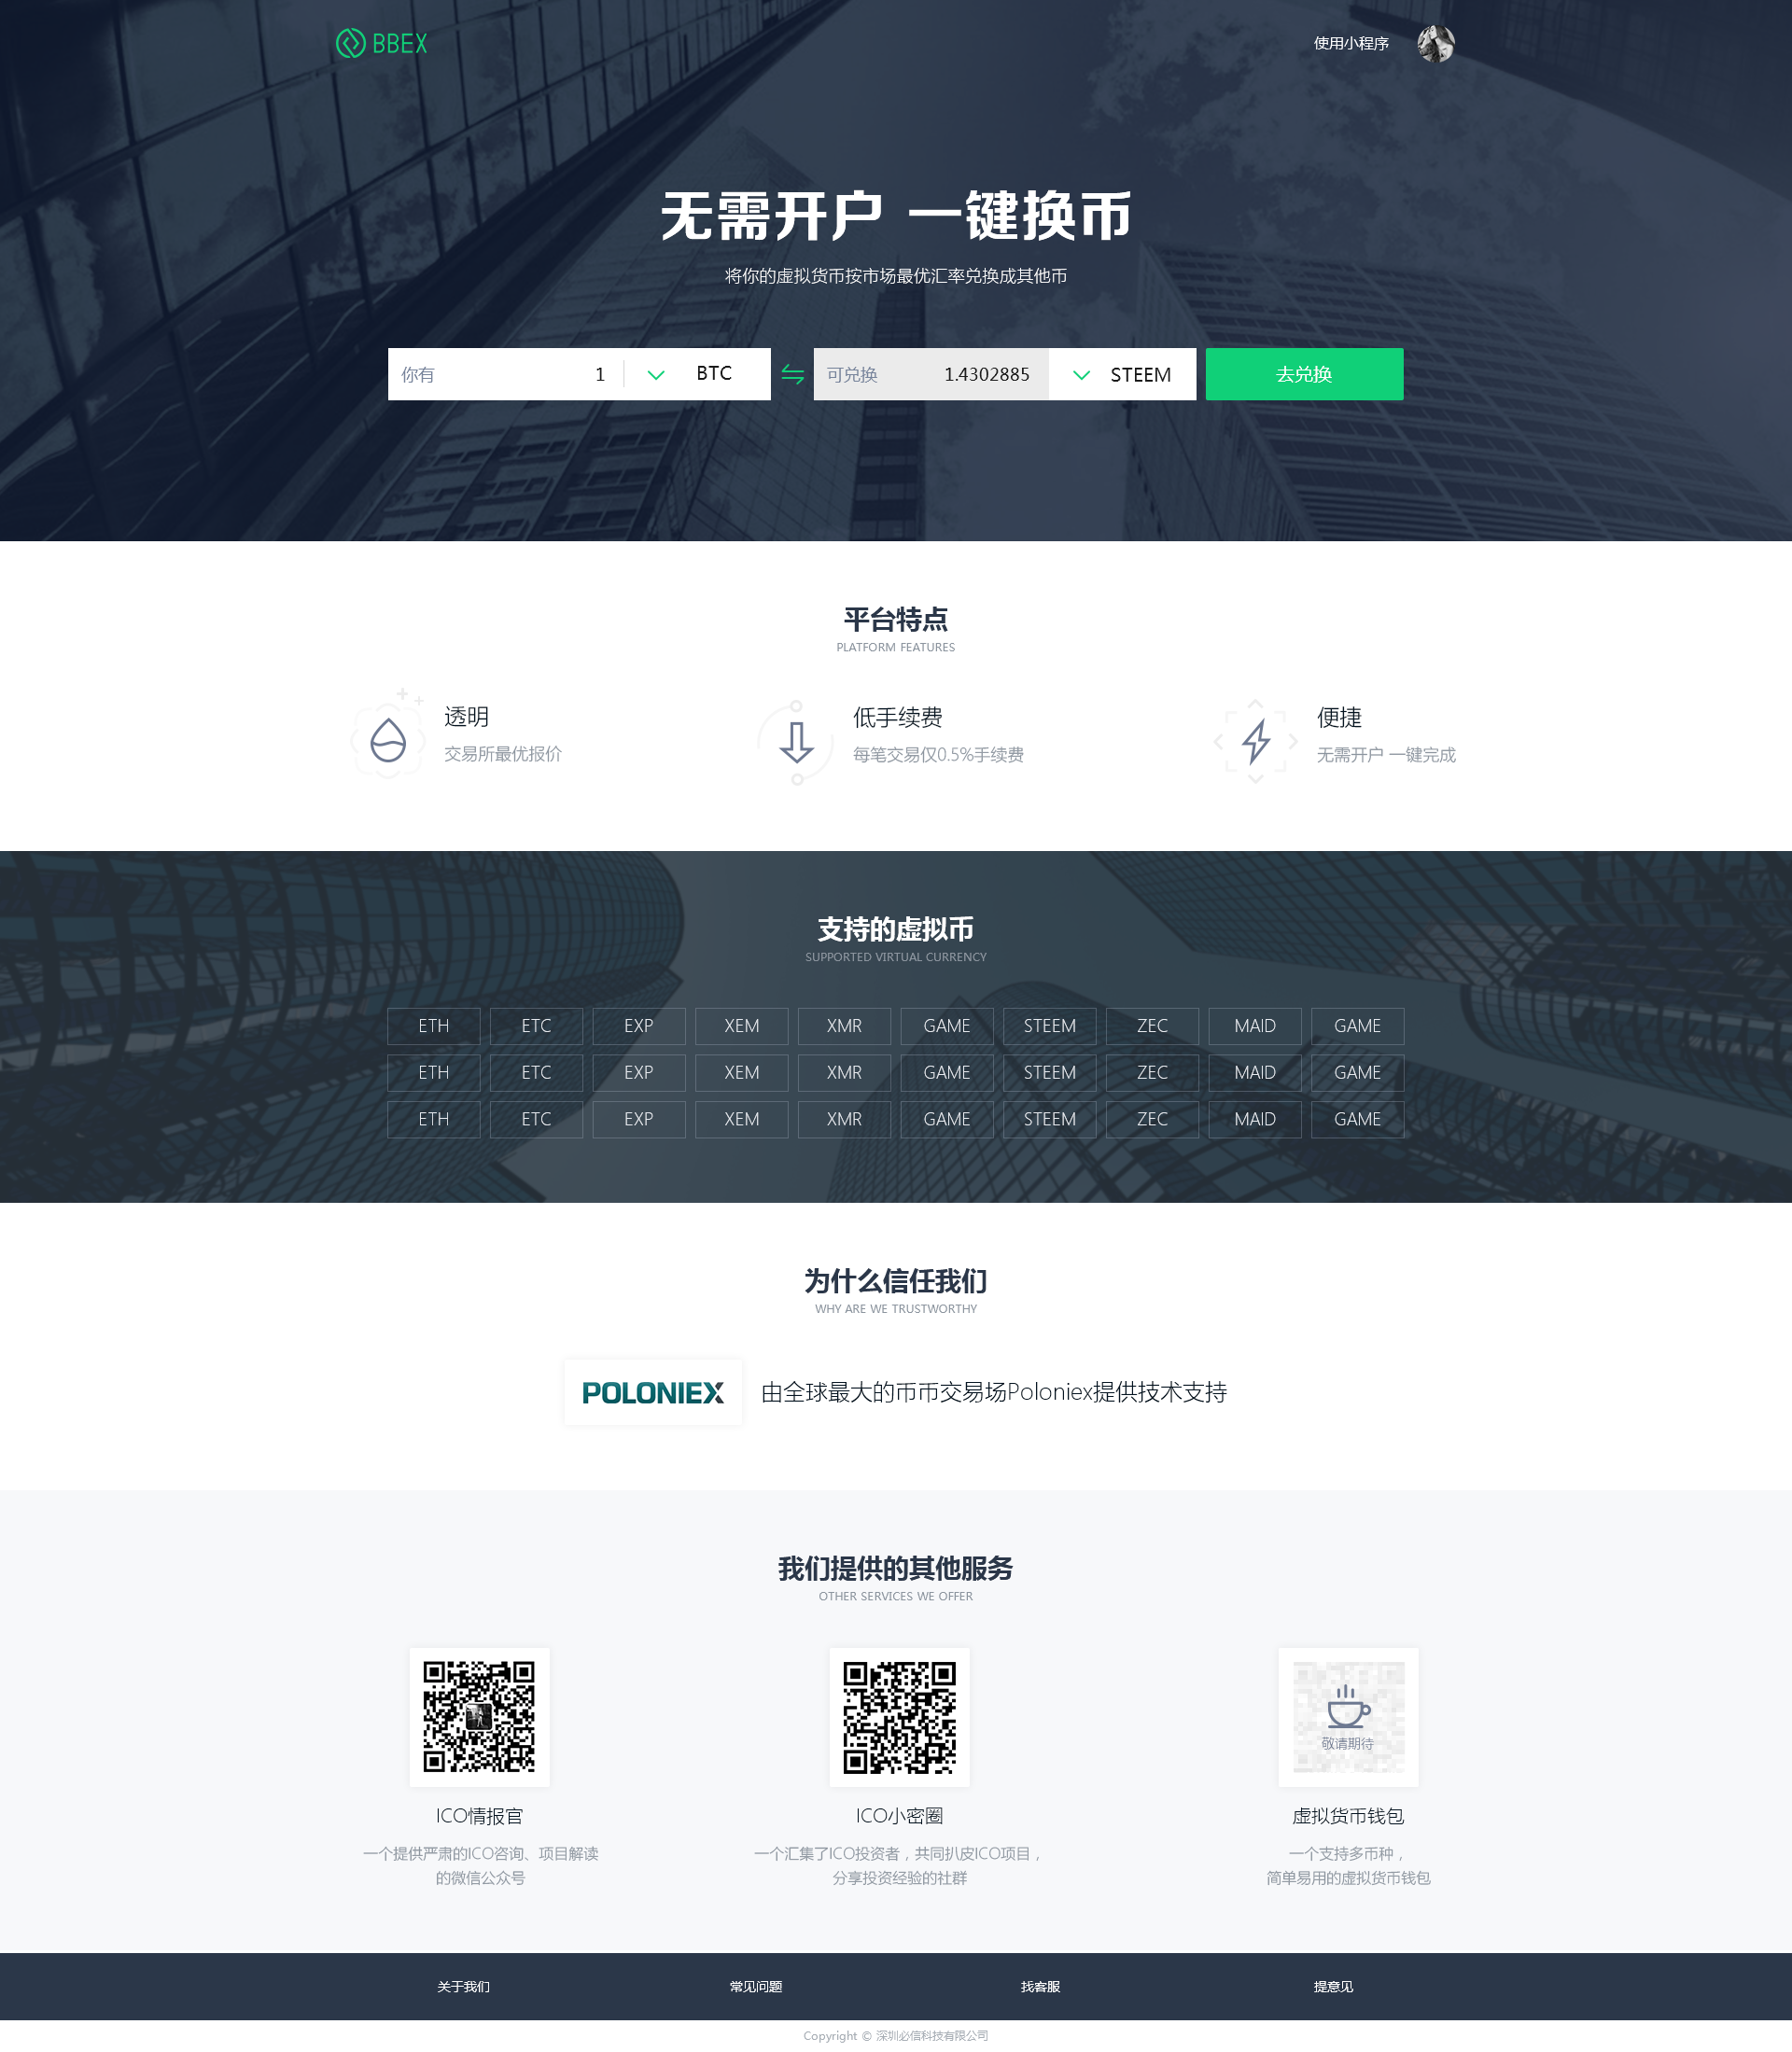 BBEX
使用小程序
无需开户 一键换币
将你的虚拟货币按市场最优汇率兑换成其他币
你有 1 BTC 可兑换 1.4302885 STEEM 去兑换
平台特点
PLATFORM FEATURES
透明 低手续费 便捷
交易所最优报价 每笔交易仅0.5%手续费 无需开户 一键完成
支持的虚拟币
SUPPORTED VIRTUAL CURRENCY
ETH ETC EXP XEM XMR GAME STEEM ZEC MAID GAME
ETH ETC EXP XEM XMR GAME STEEM ZEC MAID GAME
ETH ETC EXP XEM XMR GAME STEEM ZEC MAID GAME
为什么信任我们
WHY ARE WE TRUSTWORTHY
POLONIEX 由全球最大的币币交易场Poloniex提供技术支持
我们提供的其他服务
OTHER SERVICES WE OFFER
敬请期待
ICO情报官
一个提供严肃的ICO咨询、项目解读
的微信公众号
ICO小密圈
一个汇集了ICO投资者，共同扒皮ICO项目，
分享投资经验的社群
虚拟货币钱包
一个支持多币种，
简单易用的虚拟货币钱包
关于我们 常见问题 找客服 提意见
Copyright © 深圳必信科技有限公司